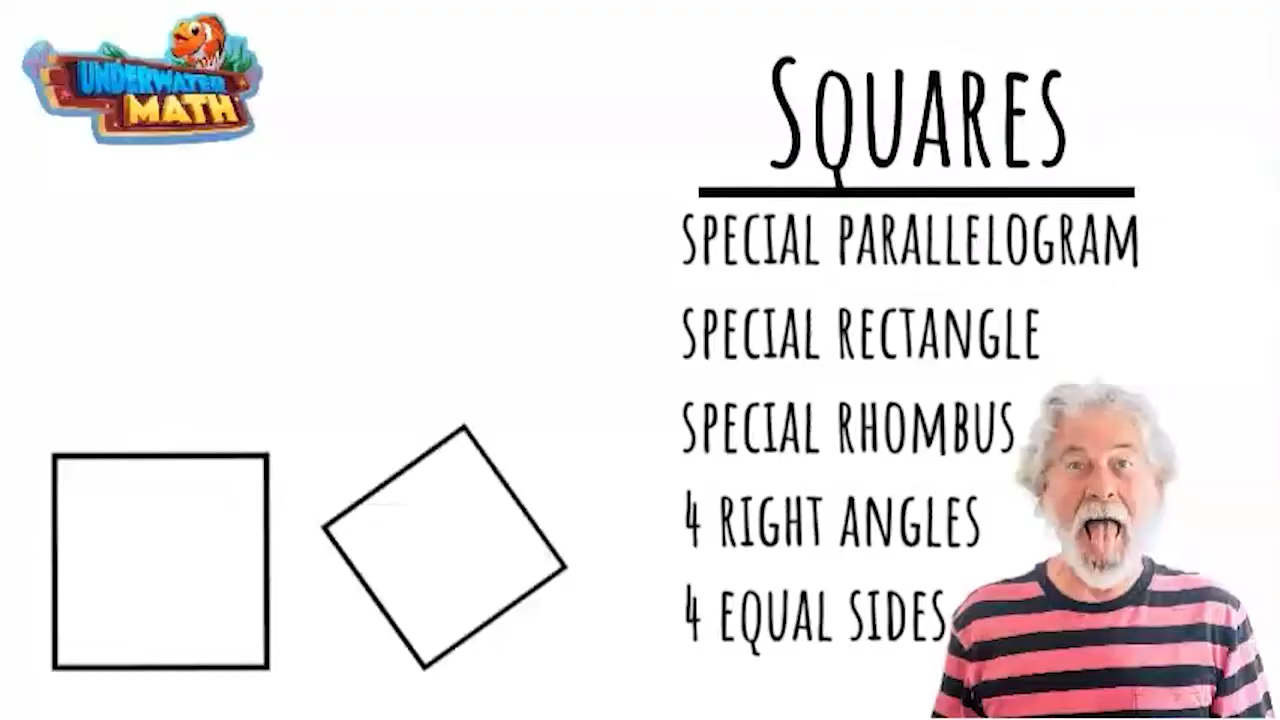 UNDERWATER
MATH
SQUARES
SPECIAL PARALLELOGRAM
SPECIAL RECTANGLE
SPECIAL RHOMBUS
4 RIGHT ANGLES
4 EQUAL SIDES